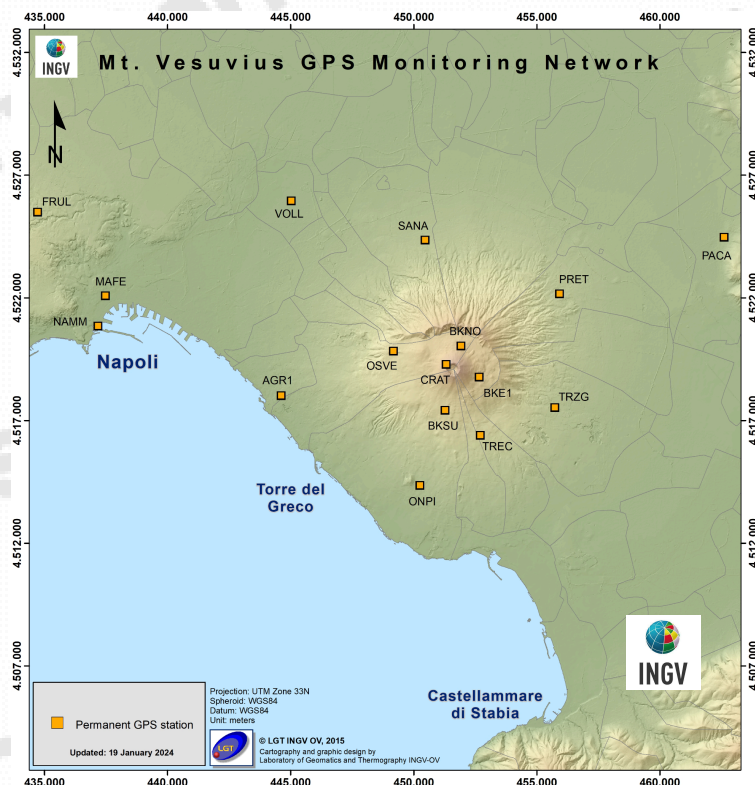 435.000 440.000 445.000 450.000 455.000 460.000
4.532.000 4.532.000
INGV
Mt. Vesuvius GPS Monitoring Network
N
4.527.000 4.527.000
FRUL
VOLL
SANA
PACA
PRET
MAFE
4.522.000 4.522.000
NAMM
BKNO
Napoli
OSVE
CRAT
AGR1
BKE1
TRZG
4.517.000 4.517.000
BKSU
TREC
Torre del
Greco
ONPI
4.512.000 4.512.000
INGV
4.507.000 4.507.000
Castellammare
di Stabia
Permanent GPS station
Updated: 19 January 2024
Projection: UTM Zone 33N
Spheroid: WGS84
Datum: WGS84
Unit: meters
LGT
© LGT INGV OV, 2015
Cartography and graphic design by
Laboratory of Geomatics and Thermography INGV-OV
435.000 440.000 445.000 450.000 455.000 460.000